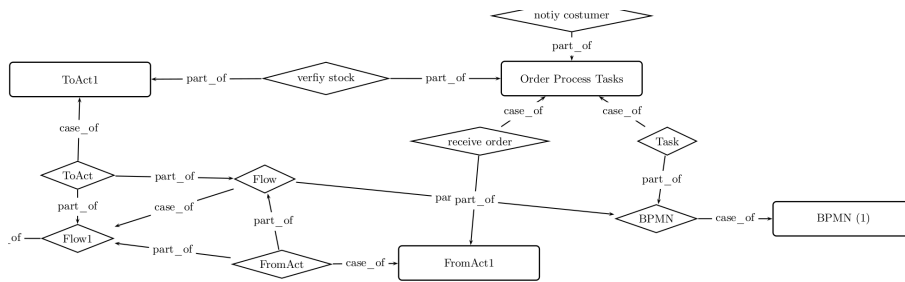 notiy costumer
part_of
ToAct1
part_of
verfiy stock
part_of
Order Process Tasks
case_of
case_of
case_of
receive order
Task
ToAct
part_of
Flow
part_of
part_of
case_of
par
part_of
BPMN
case_of
BPMN (1)
part_of
_of
Flow1
part_of
FromAct
case_of
FromAct1